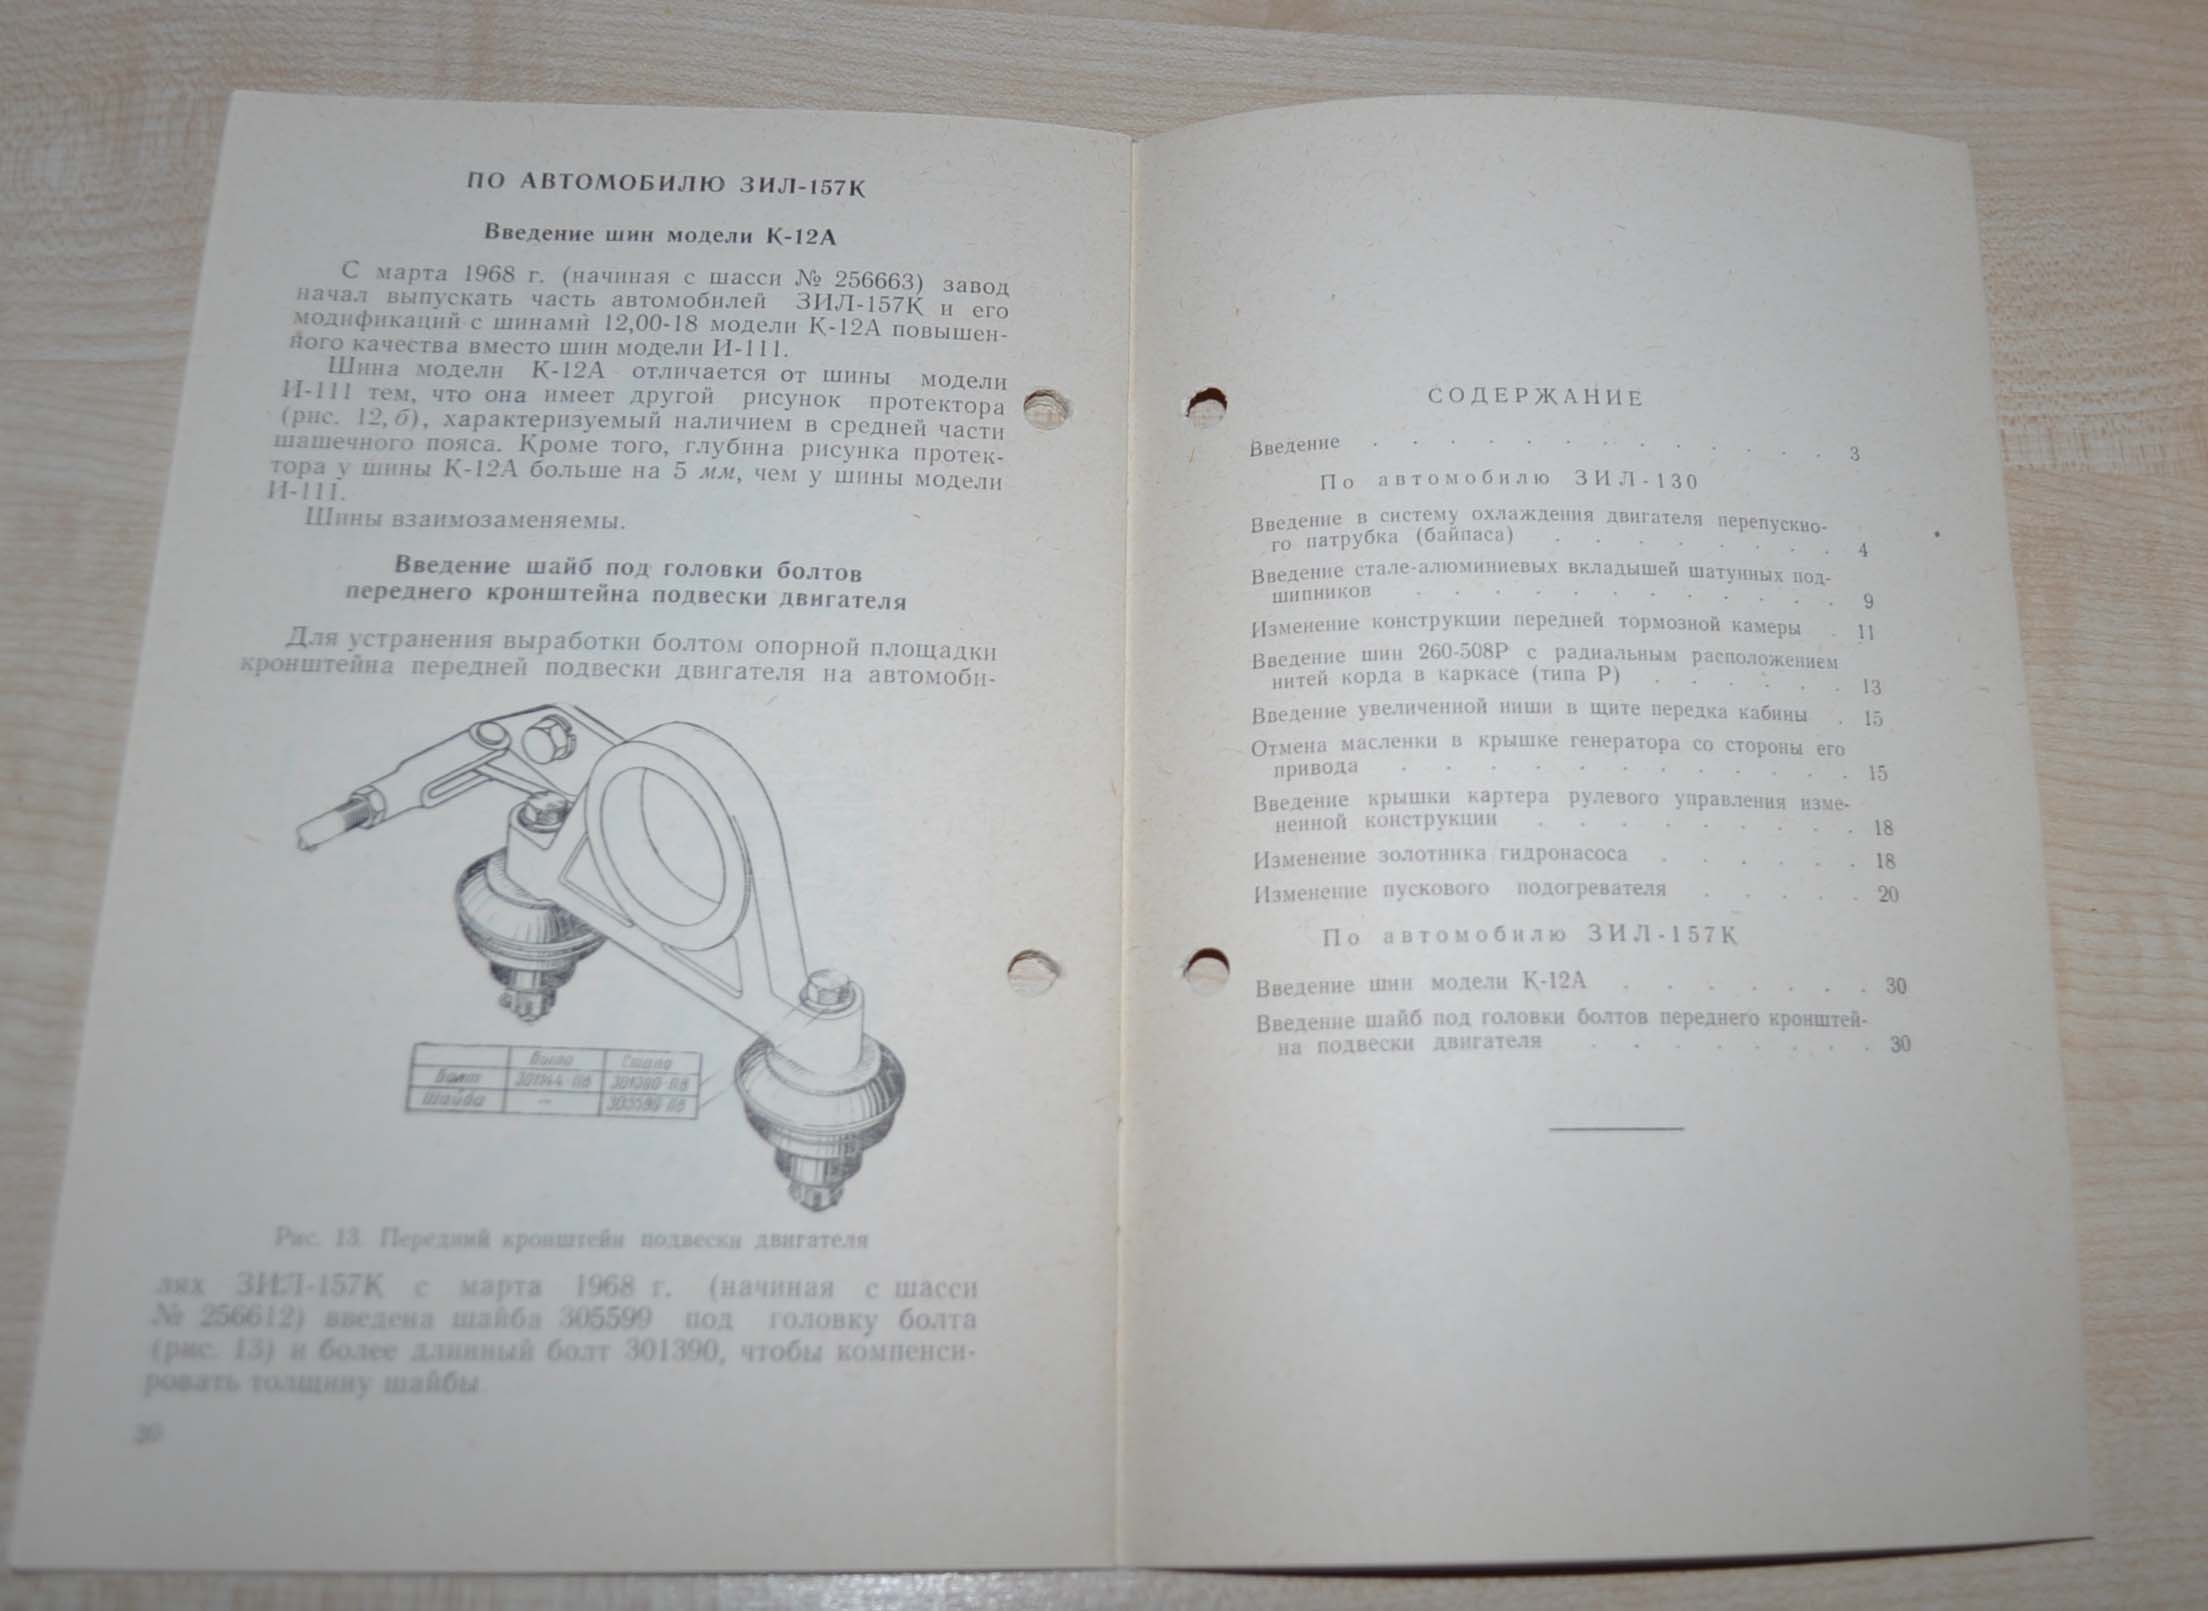 ПО АВТОМОБИЛЮ ЗИЛ-157К
Введение шин модели К-12А
С марта 1968 г. (начиная с шасси № 256663) завод
начал выпускать часть автомобилей ЗИЛ-157К и его
модификаций с шинами 12,00-18 модели К-12А повышен-
ного качества вместо шин модели И-111.
Шина модели К-12А отличается от шины модели
И-111 тем, что она имеет другой рисунок протектора
(рис. 12, б), характеризуемый наличием в средней части
шашечного пояса. Кроме того, глубина рисунка протек-
тора у шины К-12А больше на 5 мм, чем у шины модели
И-111.
Шины взаимозаменяемы.
Введение шайб под головки болтов
переднего кронштейна подвески двигателя
Для устранения выработки болтом опорной площадки
кронштейна передней подвески двигателя на автомоби-
Было Стало
Болт 301390-П8
Шайба — 305599-П8
Рис. 13. Передний кронштейн подвески двигателя
лях ЗИЛ-157К с марта 1968 г. (начиная с шасси
№ 256612) введена шайба 305599 под головку болта
(рис. 13) и более длинный болт 301390, чтобы компенси-
ровать толщину шайбы.
30
СОДЕРЖАНИЕ
Введение . . . . . . . . . . . . 3
По автомобилю ЗИЛ-130
Введение в систему охлаждения двигателя перепускно-
го патрубка (байпаса) . . . . . . . 4
Введение стале-алюминиевых вкладышей шатунных под-
шипников . . . . . . . . . . . 9
Изменение конструкции передней тормозной камеры . 11
Введение шин 260-508Р с радиальным расположением
нитей корда в каркасе (типа Р) . . . . . 13
Введение увеличенной ниши в щите передка кабины . 15
Отмена масленки в крышке генератора со стороны его
привода . . . . . . . . . . . 15
Введение крышки картера рулевого управления изме-
ненной конструкции . . . . . . . . 18
Изменение золотника гидронасоса . . . . . 18
Изменение пускового подогревателя . . . . . 20
По автомобилю ЗИЛ-157К
Введение шин модели К-12А . . . . . . . 30
Введение шайб под головки болтов переднего кронштей-
на подвески двигателя . . . . . . . 30